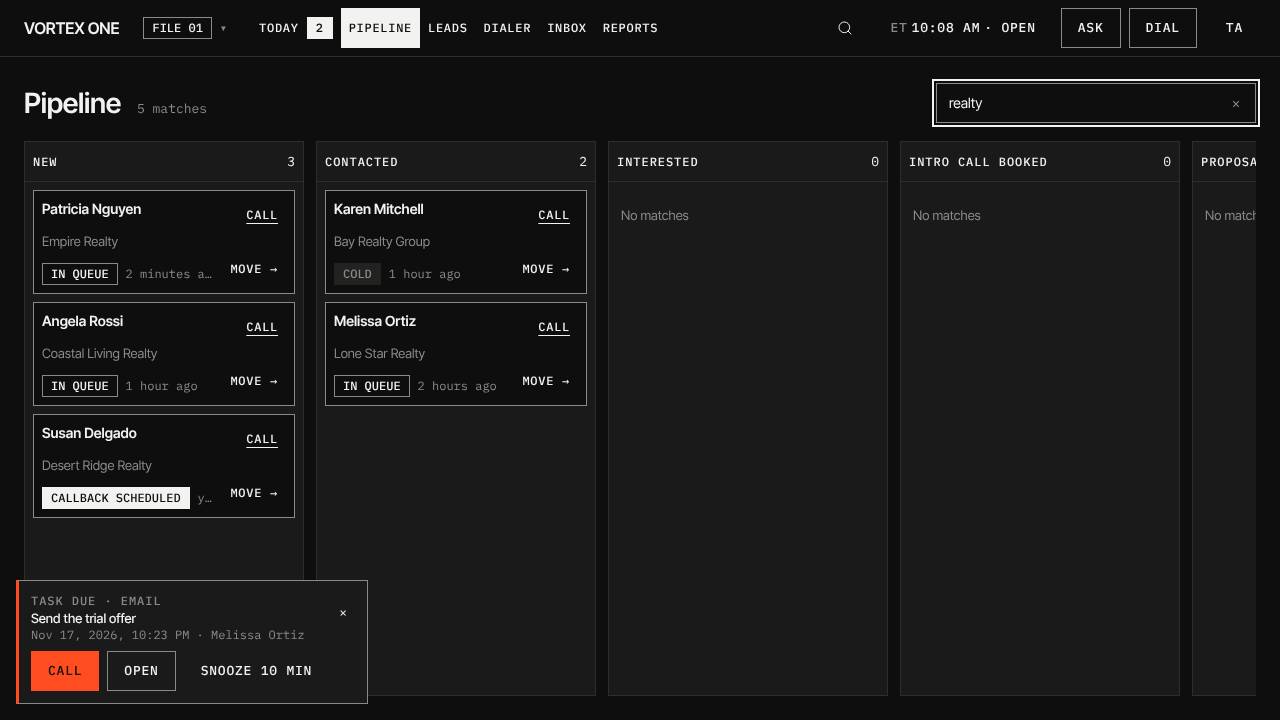 VORTEX ONE FILE 01 ▾ TODAY 2 PIPELINE LEADS DIALER INBOX REPORTS ET 10:08 AM · OPEN ASK DIAL TA
Pipeline 5 matches realty ×
NEW 3
Patricia Nguyen CALL
Empire Realty
IN QUEUE 2 minutes a… MOVE →
Angela Rossi CALL
Coastal Living Realty
IN QUEUE 1 hour ago MOVE →
Susan Delgado CALL
Desert Ridge Realty
CALLBACK SCHEDULED y… MOVE →
CONTACTED 2
Karen Mitchell CALL
Bay Realty Group
COLD 1 hour ago MOVE →
Melissa Ortiz CALL
Lone Star Realty
IN QUEUE 2 hours ago MOVE →
INTERESTED 0
No matches
INTRO CALL BOOKED 0
No matches
PROPOSA
No match
TASK DUE · EMAIL ×
Send the trial offer
Nov 17, 2026, 10:23 PM · Melissa Ortiz
CALL OPEN SNOOZE 10 MIN